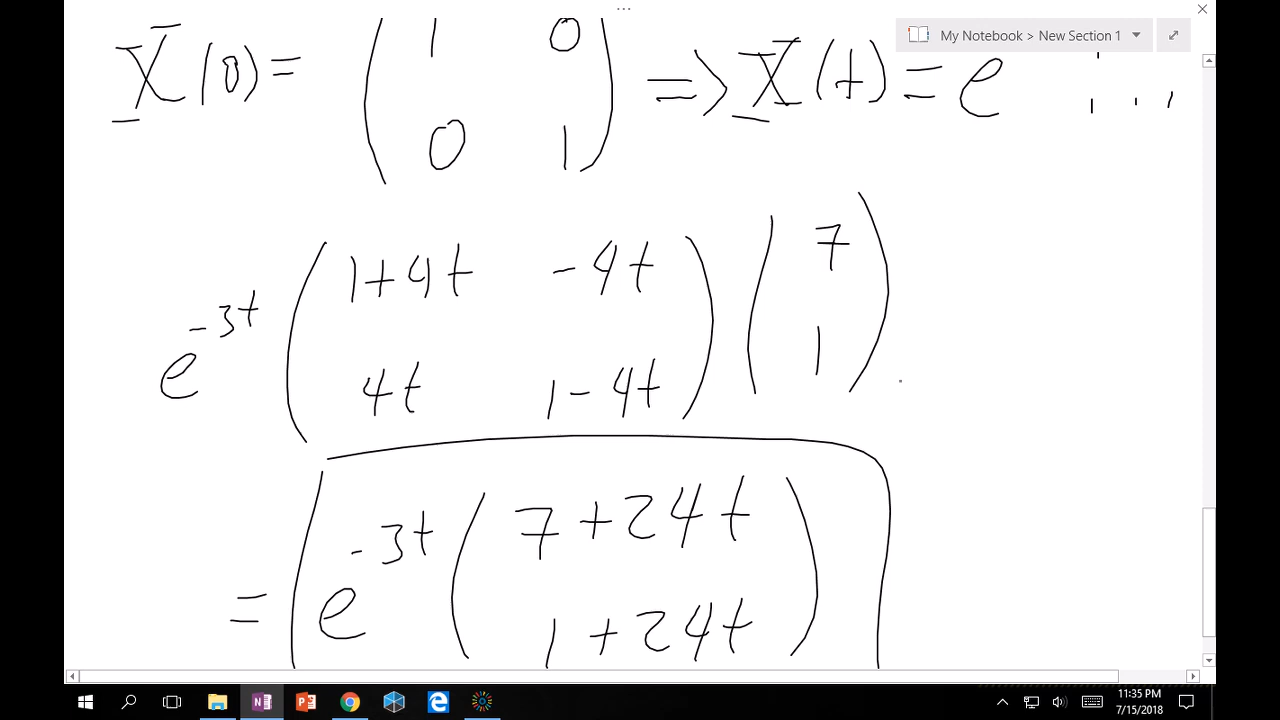 My Notebook > New Section 1
X̄(0) = ( 1 0 ⇒ X̄(t) = e
0 1 )
e^{-3t} ( 1+4t -4t ) ( 7 )
( 4t 1-4t ) ( 1 )
= e^{-3t} ( 7+24t )
( 1+24t )
11:35 PM
7/15/2018